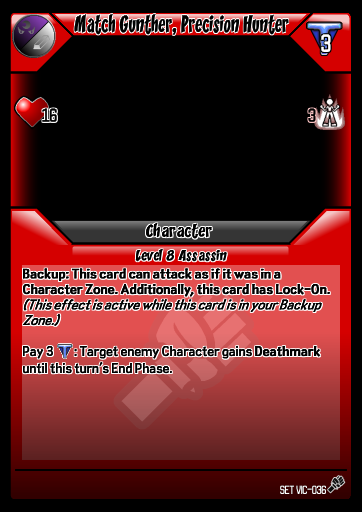 Match Gunther, Precision Hunter
3
16
3
Character
Level 8 Assassin
Backup: This card can attack as if it was in a
Character Zone. Additionally, this card has Lock-On.
(This effect is active while this card is in your Backup
Zone.)
Pay 3 : Target enemy Character gains Deathmark
until this turn's End Phase.
SET VIC-036